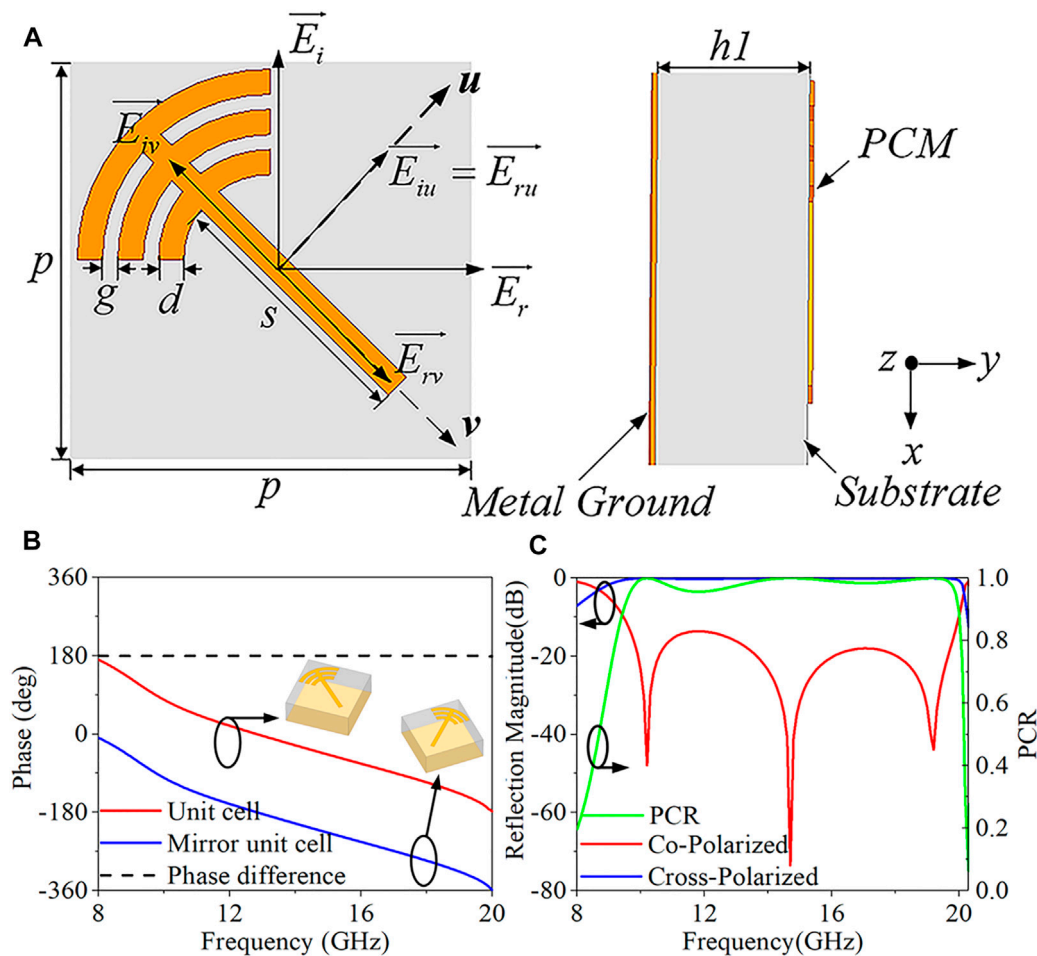 A
E_i
u
E_iv
E_iu = E_ru
p
g
d
s
E_r
E_rv
v
p
h1
PCM
z
y
x
Metal Ground
Substrate
B
360
180
0
-180
-360
Phase (deg)
Unit cell
Mirror unit cell
Phase difference
8
12
16
20
Frequency (GHz)
C
0
-20
-40
-60
-80
Reflection Magnitude(dB)
1.0
0.8
0.6
0.4
0.2
0.0
PCR
PCR
Co-Polarized
Cross-Polarized
8
12
16
20
Frequency(GHz)